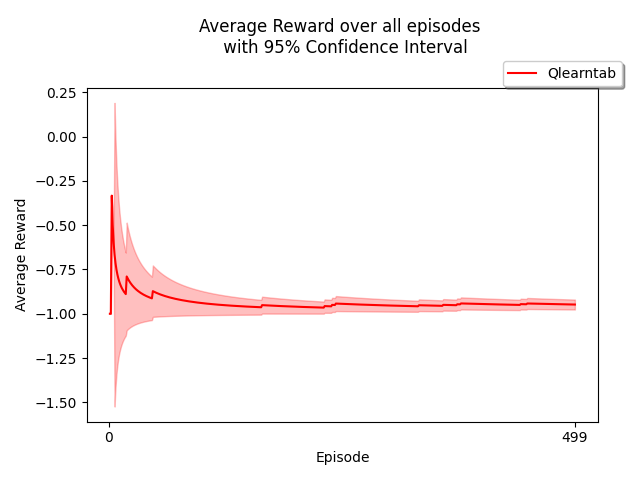 Average Reward over all episodes
with 95% Confidence Interval
Qlearntab
0.25
0.00
−0.25
−0.50
−0.75
−1.00
−1.25
−1.50
Average Reward
0
499
Episode